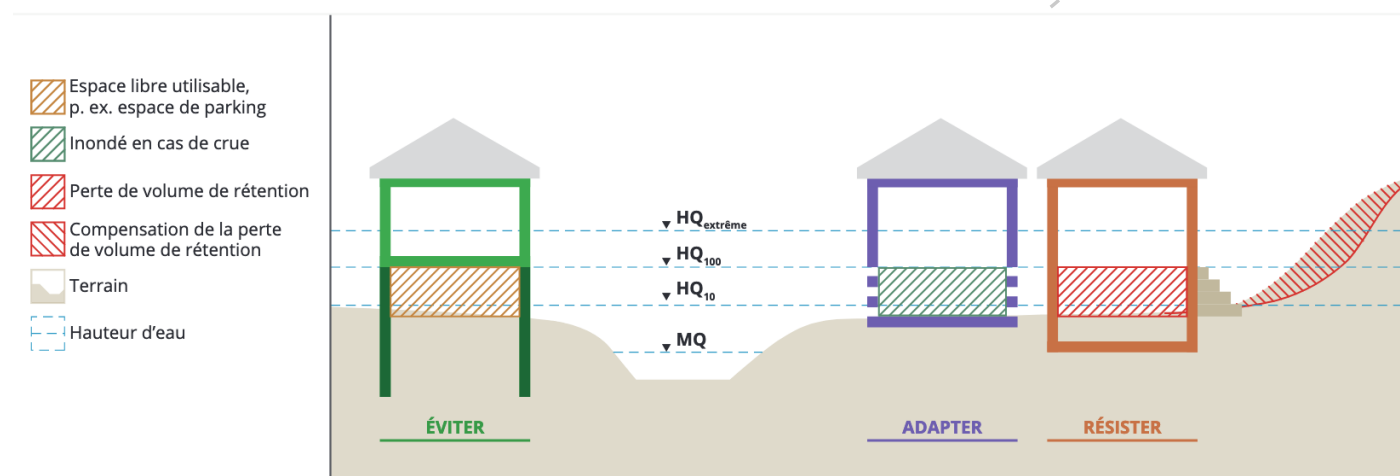 Espace libre utilisable,
p. ex. espace de parking
Inondé en cas de crue
Perte de volume de rétention
Compensation de la perte
de volume de rétention
Terrain
Hauteur d’eau
HQextrême
HQ100
HQ10
MQ
ÉVITER
ADAPTER
RÉSISTER